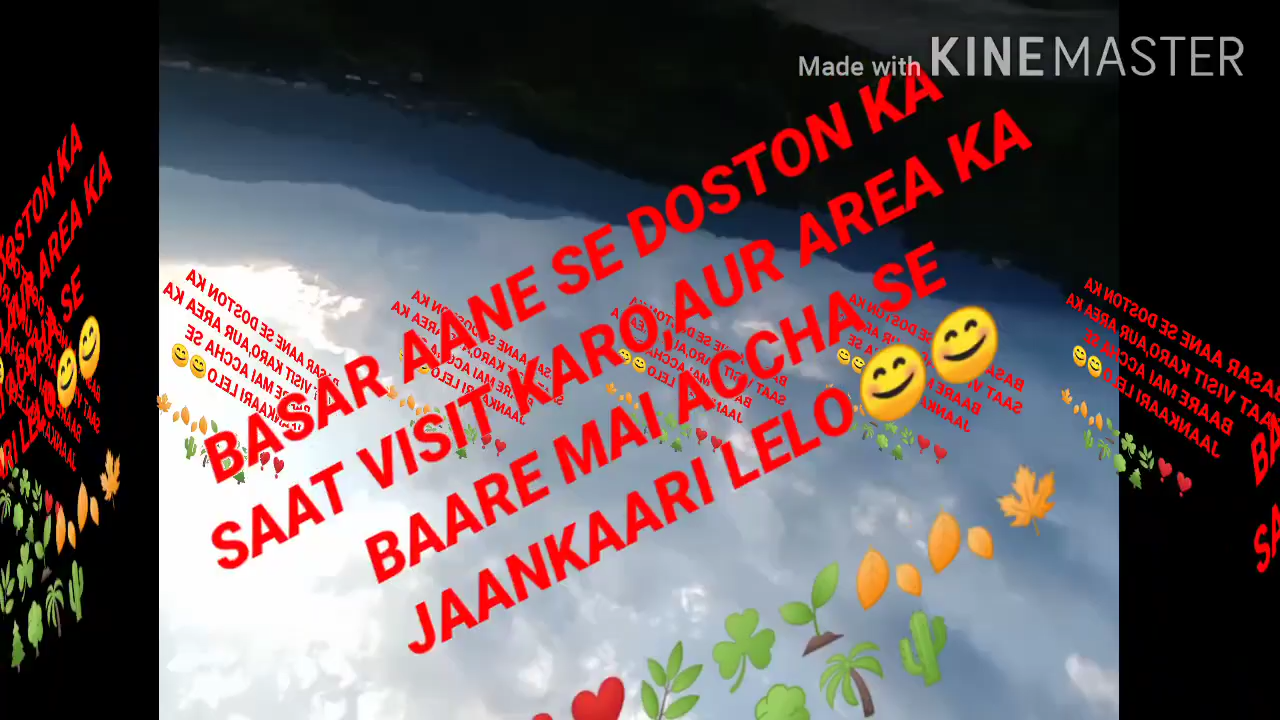 Made with KINEMASTER
BASAR AANE SE DOSTON KA
SAAT VISIT KARO,AUR AREA KA
BAARE MAI ACCHA SE
JAANKAARI LELO😊😊